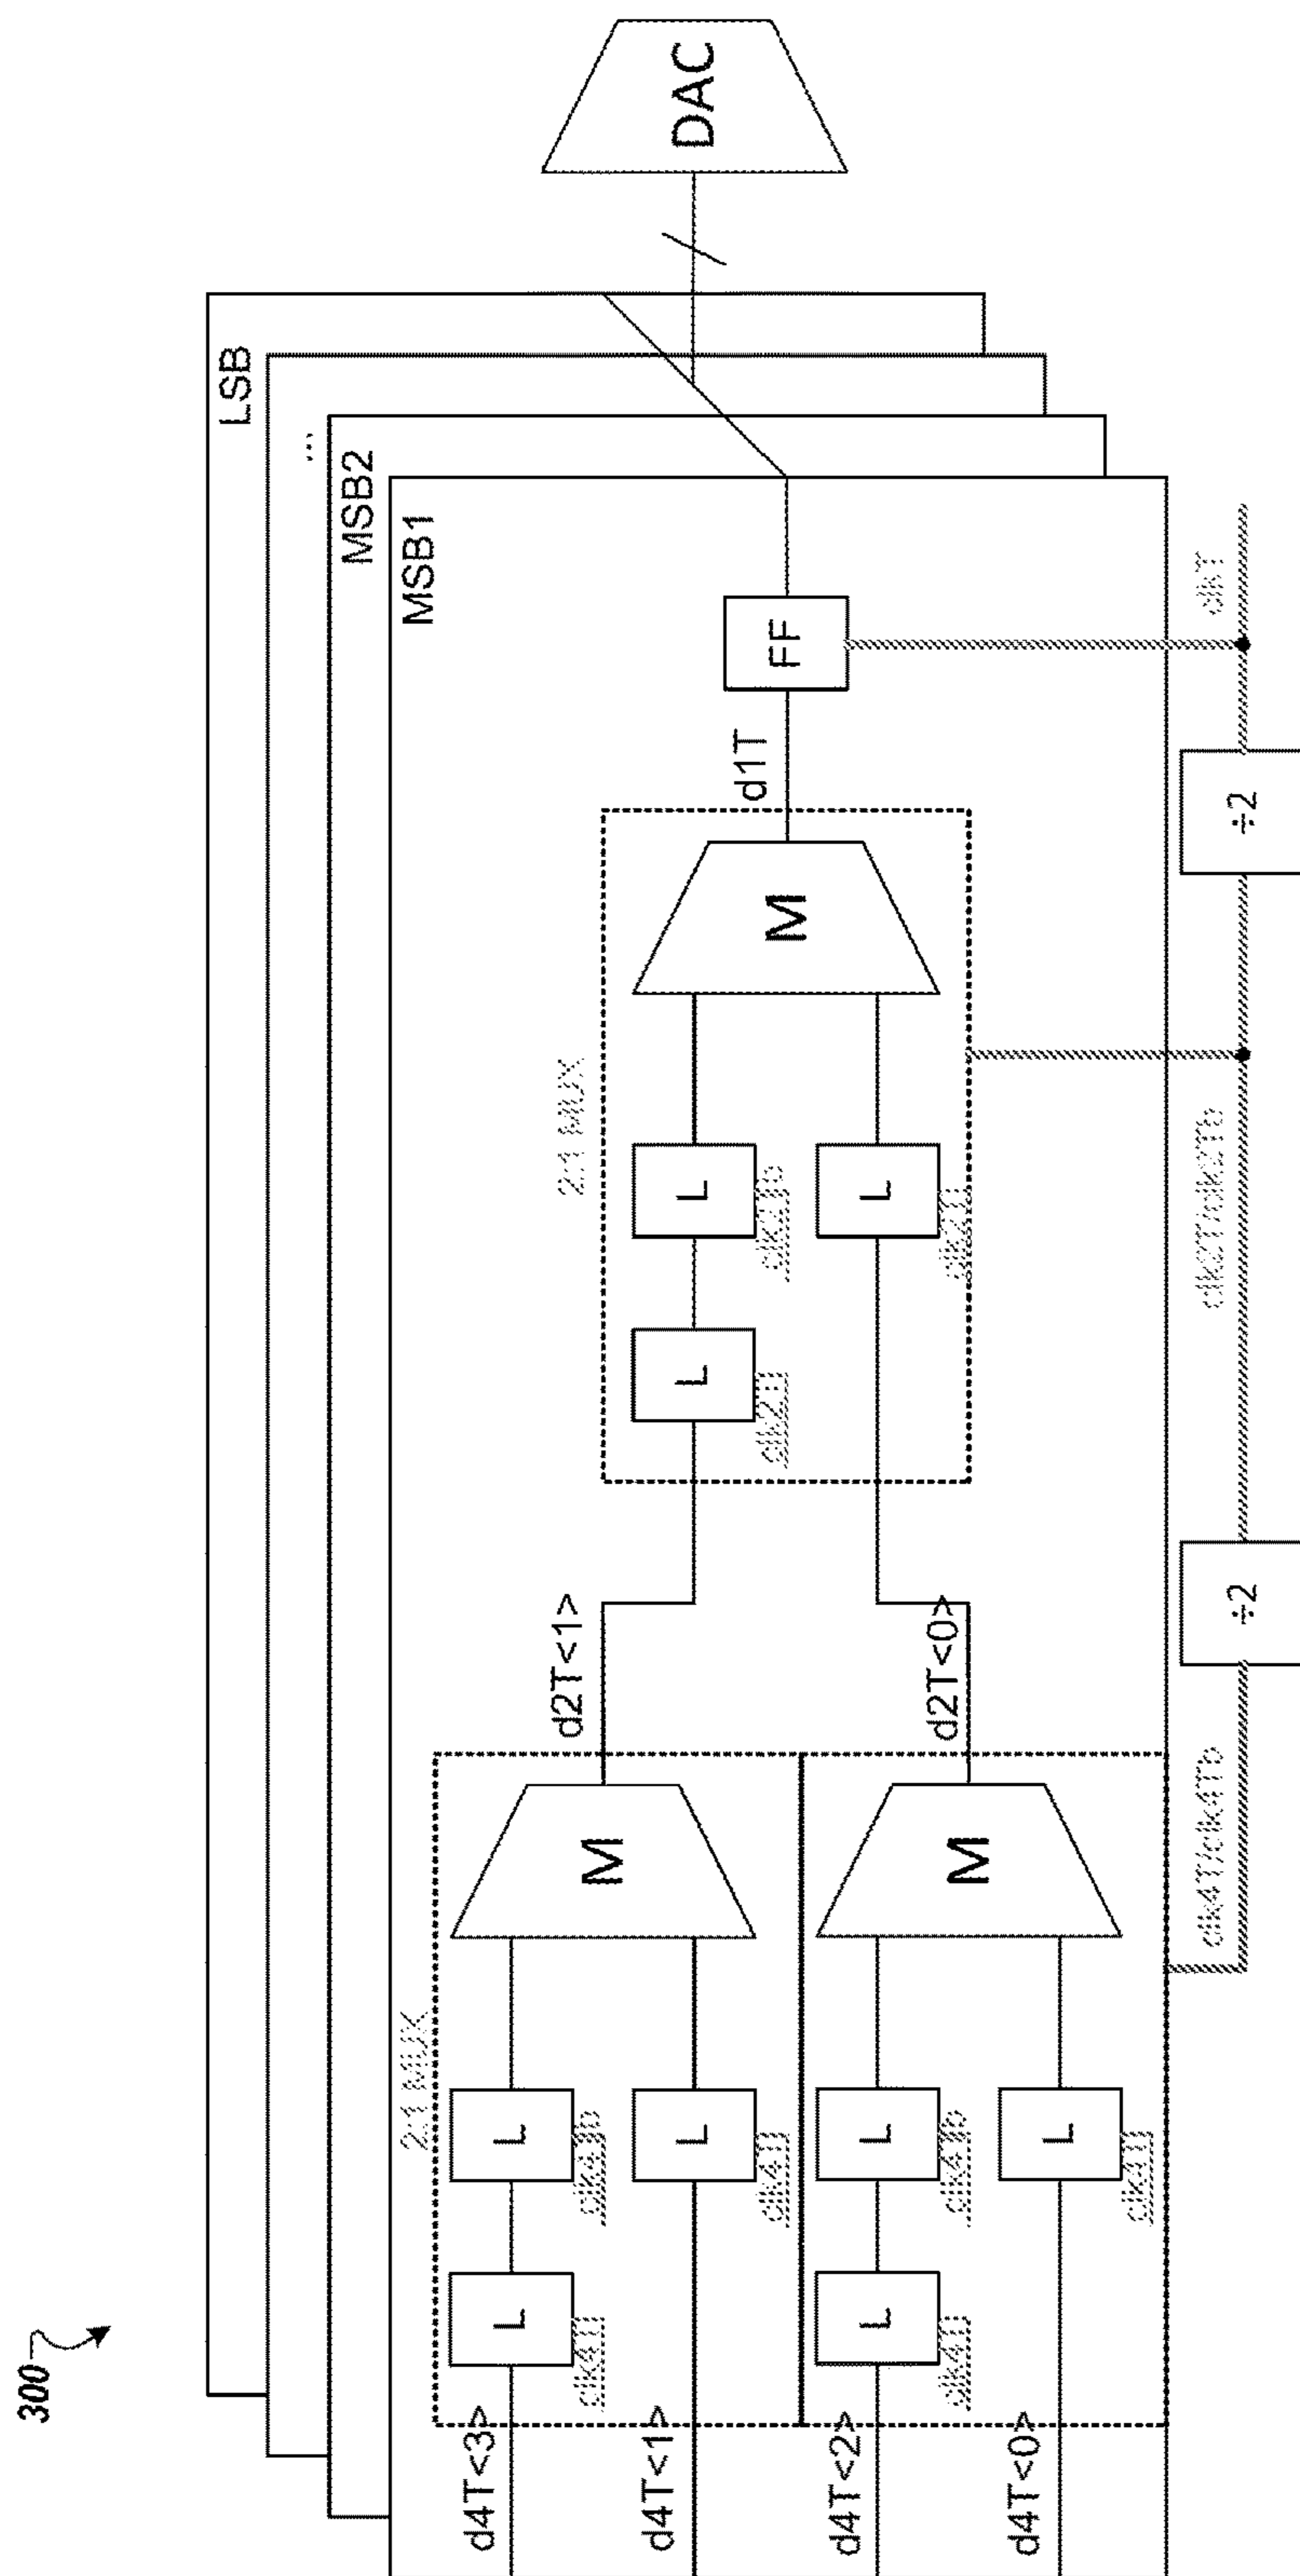 300
LSB
...
MSB2
MSB1
DAC
2:1 MUX
d4T<3>
L
clk4T
L
clk4Tb
d4T<1>
L
clk4T
M
d2T<1>
d4T<2>
L
clk4T
L
clk4Tb
d4T<0>
L
clk4T
M
d2T<0>
2:1 MUX
L
clk2T
L
clk2Tb
L
clk2T
M
d1T
FF
clk4T/clk4Tb
÷2
clk2T/clk2Tb
÷2
clkT